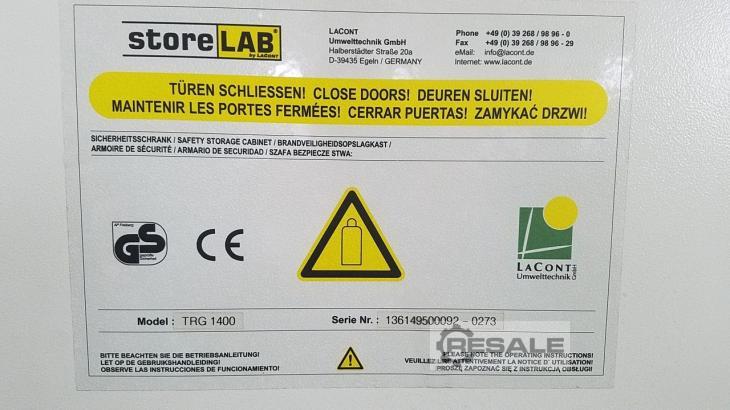 storeLAB
by LACONT
LACONT
Umwelttechnik GmbH
Halberstädter Straße 20a
D-39435 Egeln / GERMANY
Phone +49 (0) 39 268 / 98 96 - 0
Fax +49 (0) 39 268 / 98 96 - 29
eMail: info@lacont.de
Internet: www.lacont.de
TÜREN SCHLIESSEN! CLOSE DOORS! DEUREN SLUITEN!
MAINTENIR LES PORTES FERMÉES! CERRAR PUERTAS! ZAMYKAĆ DRZWI!
SICHERHEITSSCHRANK / SAFETY STORAGE CABINET / BRANDVEILIGHEIDSOPSLAGKAST /
ARMOIRE DE SÉCURITÉ / ARMARIO DE SEGURIDAD / SZAFA BEZPIECZE STWA:
AP Freiberg
GS
geprüfte
Sicherheit
CE
LACONT
Umwelttechnik GmbH
Model : TRG 1400
Serie Nr. : 136149500092 - 0273
RESALE
BITTE BEACHTEN SIE DIE BETRIEBSANLEITUNG!
LET OP DE GEBRUIKSHANDLEIDING!
OBSERVE LAS INSTRUCCIONES DE FUNCIONAMIENTO!
PLEASE NOTE THE OPERATING INSTRUCTIONS!
VEUILLEZ LIRE ATTENTIVEMENT LA NOTICE D´UTILISATION!
PROSZĘ ZAPOZNAĆ SIĘ Z INSTRUKCJĄ OBSŁUGI!